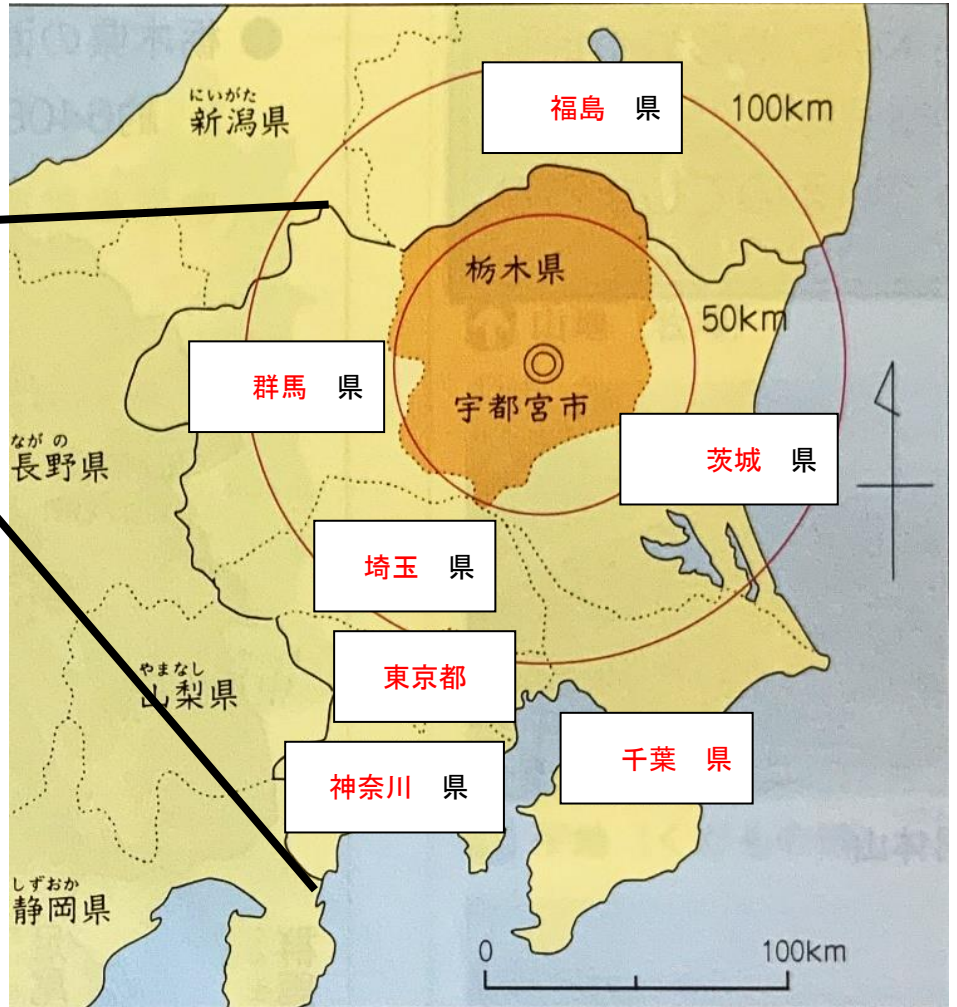 にいがた
新潟県
福島 県
100km
栃木県
50km
群馬 県
宇都宮市
ながの
長野県
茨城 県
埼玉 県
やまなし
山梨県
東京都
千葉 県
神奈川 県
しずおか
静岡県
0
100km